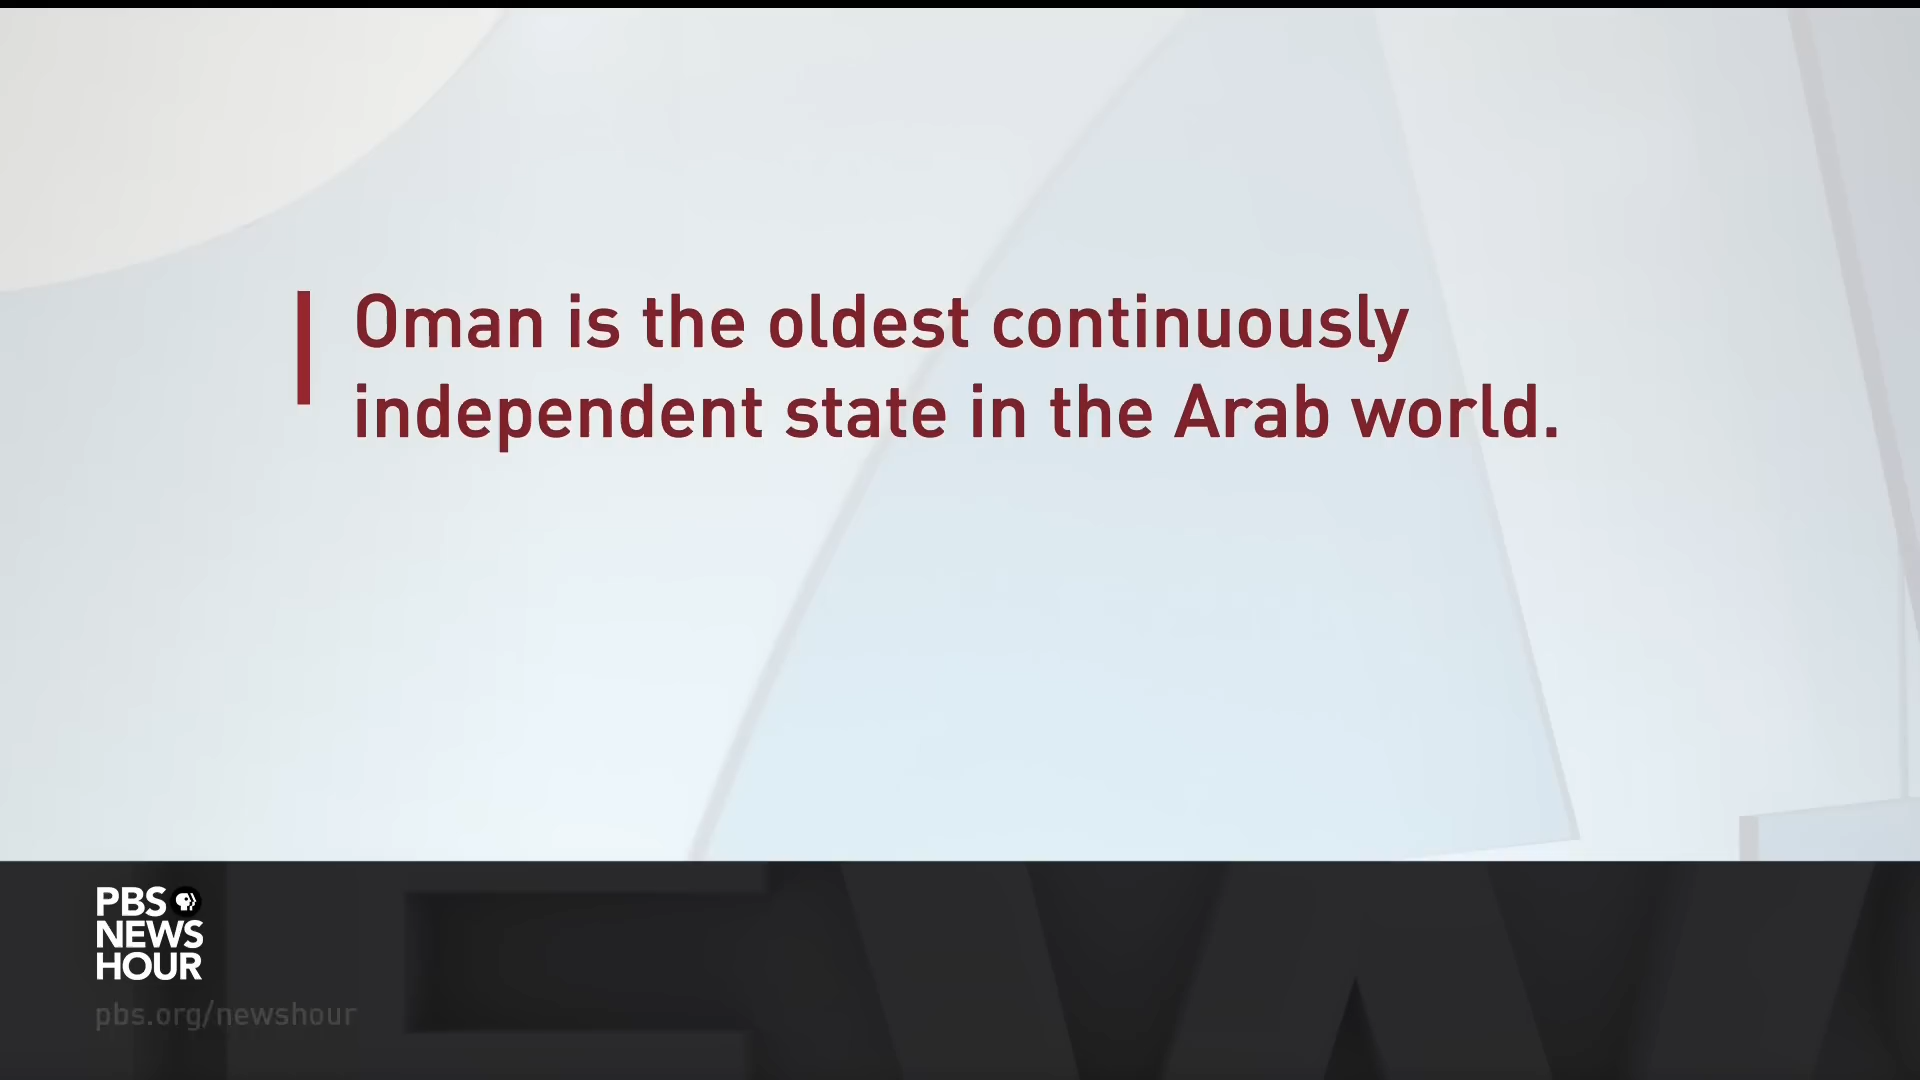 Oman is the oldest continuously
independent state in the Arab world.
PBS
NEWS
HOUR
pbs.org/newshour